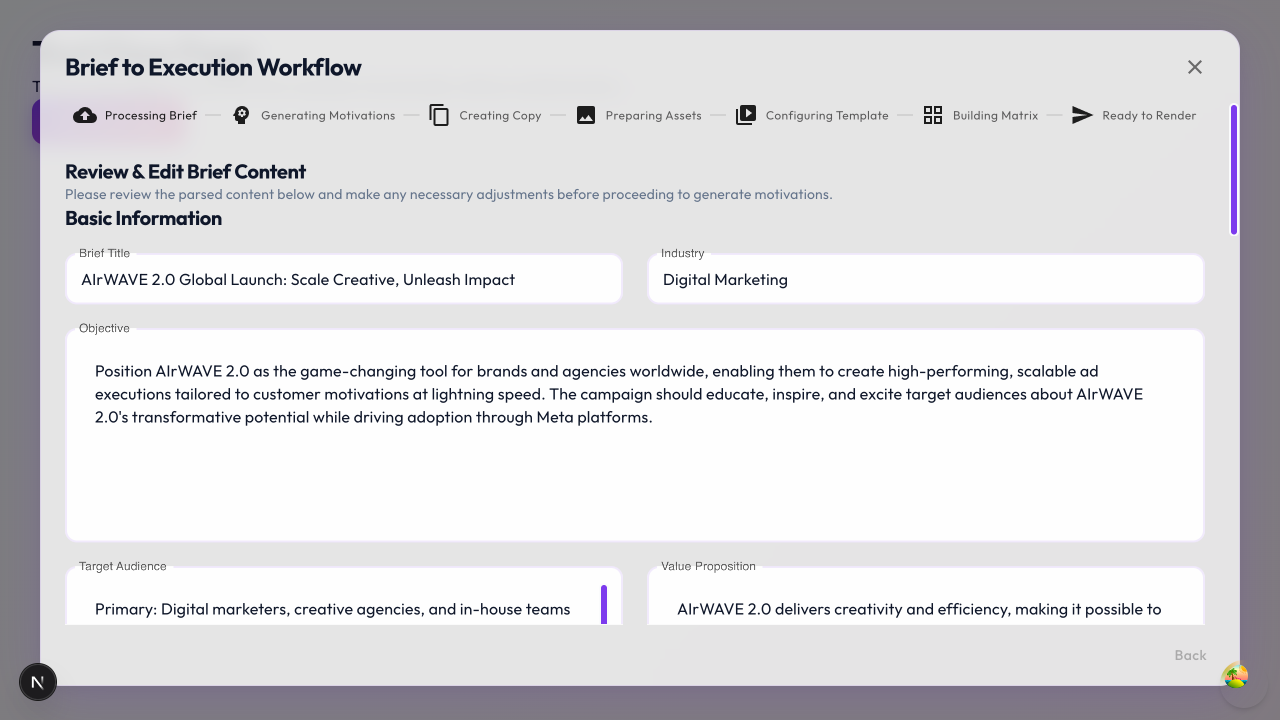 Brief to Execution Workflow
Processing Brief
Generating Motivations
Creating Copy
Preparing Assets
Configuring Template
Building Matrix
Ready to Render
Review & Edit Brief Content
Please review the parsed content below and make any necessary adjustments before proceeding to generate motivations.
Basic Information
Brief Title
AIrWAVE 2.0 Global Launch: Scale Creative, Unleash Impact
Industry
Digital Marketing
Objective
Position AIrWAVE 2.0 as the game-changing tool for brands and agencies worldwide, enabling them to create high-performing, scalable ad
executions tailored to customer motivations at lightning speed. The campaign should educate, inspire, and excite target audiences about AIrWAVE
2.0's transformative potential while driving adoption through Meta platforms.
Target Audience
Primary: Digital marketers, creative agencies, and in-house teams
Value Proposition
AIrWAVE 2.0 delivers creativity and efficiency, making it possible to
Back
N